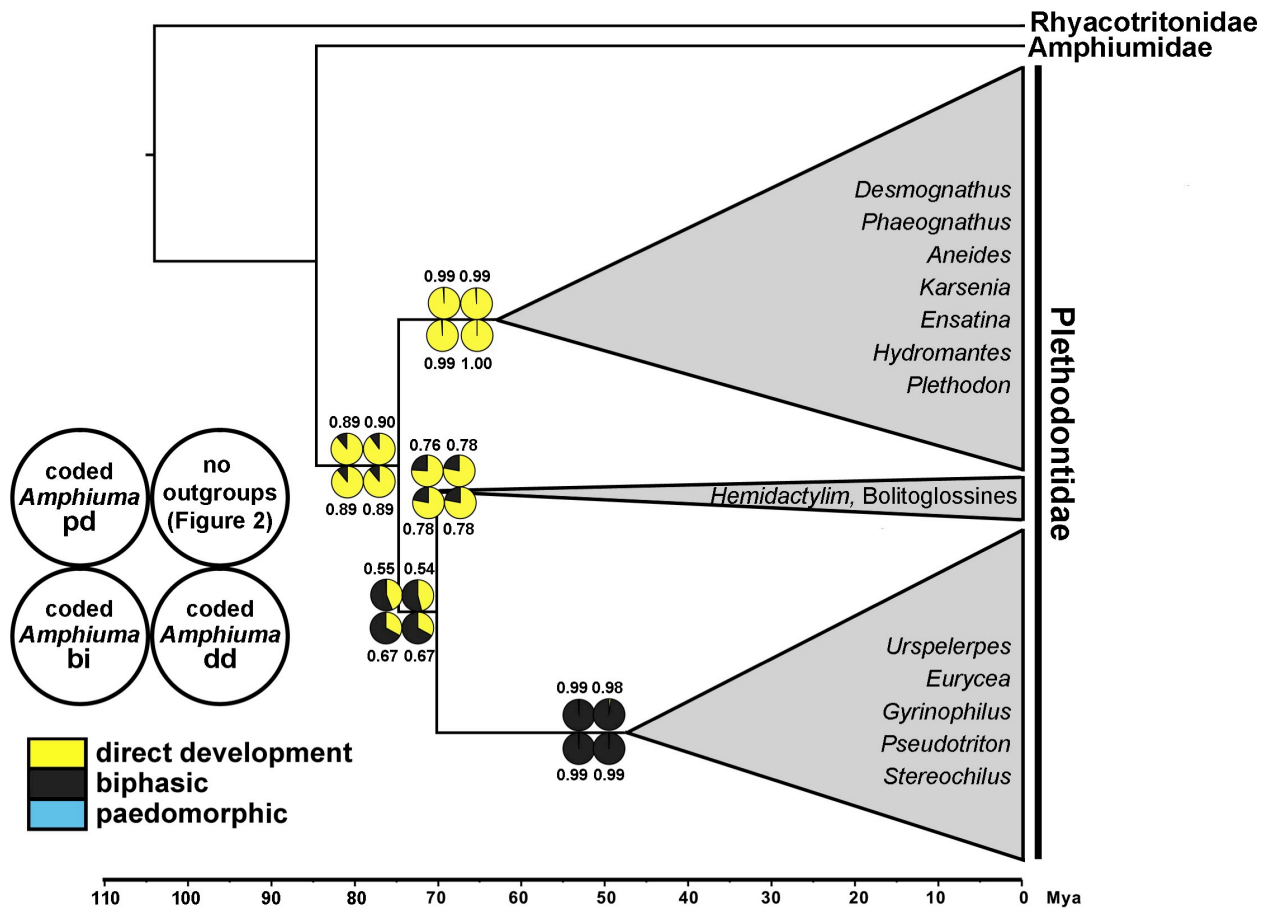 Rhyacotritonidae
Amphiumidae
Desmognathus
Phaeognathus
Aneides
Karsenia
Ensatina
Hydromantes
Plethodon
0.99 0.99
0.99 1.00
0.89 0.90
0.89 0.89
0.76 0.78
0.78 0.78
Hemidactylim, Bolitoglossines
Plethodontidae
0.55 0.54
0.67 0.67
coded
Amphiuma
pd
no
outgroups
(Figure 2)
coded
Amphiuma
bi
coded
Amphiuma
dd
Urspelerpes
Eurycea
Gyrinophilus
Pseudotriton
Stereochilus
0.99 0.98
0.99 0.99
direct development
biphasic
paedomorphic
110 100 90 80 70 60 50 40 30 20 10 0 Mya